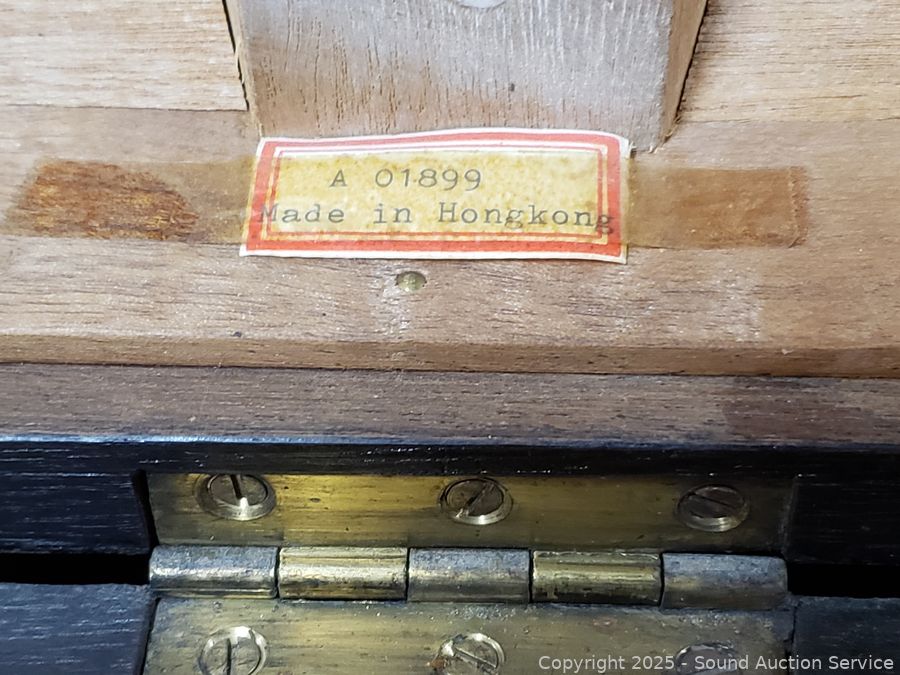 A 01899
Made in Hongkong
Copyright 2025 - Sound Auction Service